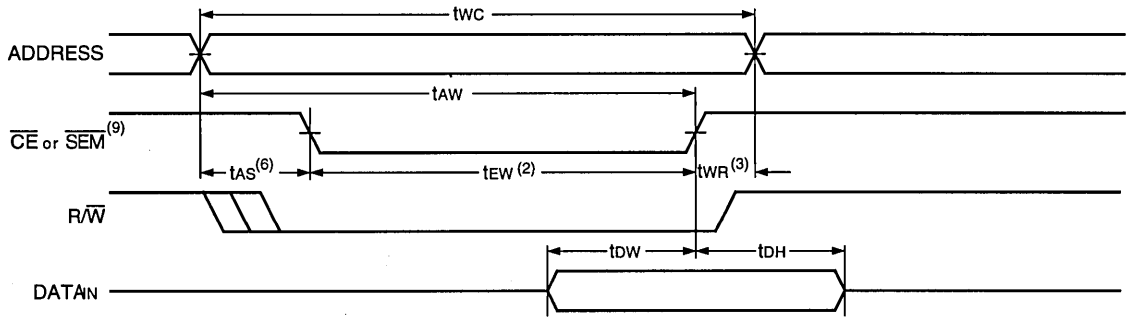 tWC
ADDRESS
tAW
CE or SEM(9)
tAS(6) tEW(2) tWR(3)
R/W
tDW tDH
DATAIN